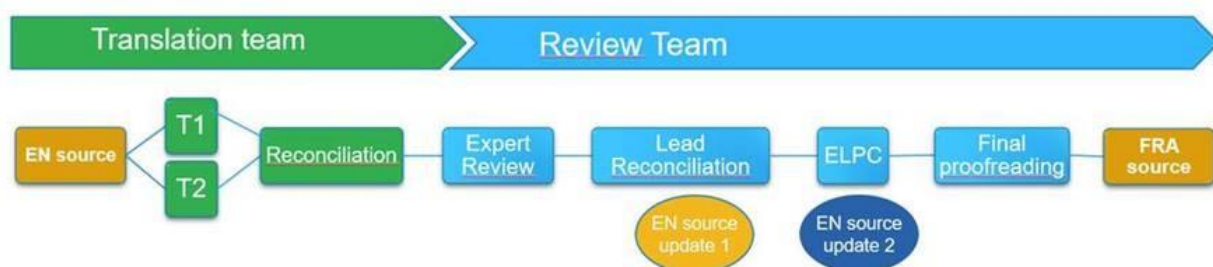 Translation team
Review Team
EN source
T1
T2
Reconciliation
Expert
Review
Lead
Reconciliation
ELPC
Final
proofreading
FRA
source
EN source
update 1
EN source
update 2